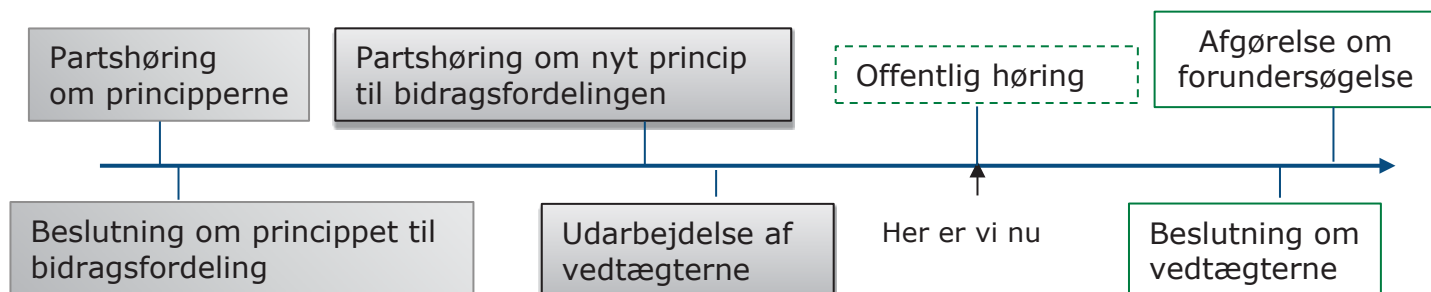 Partshøring
om principperne
Partshøring om nyt princip
til bidragsfordelingen
Offentlig høring
Afgørelse om
forundersøgelse
Beslutning om princippet til
bidragsfordeling
Udarbejdelse af
vedtægterne
Her er vi nu
Beslutning om
vedtægterne